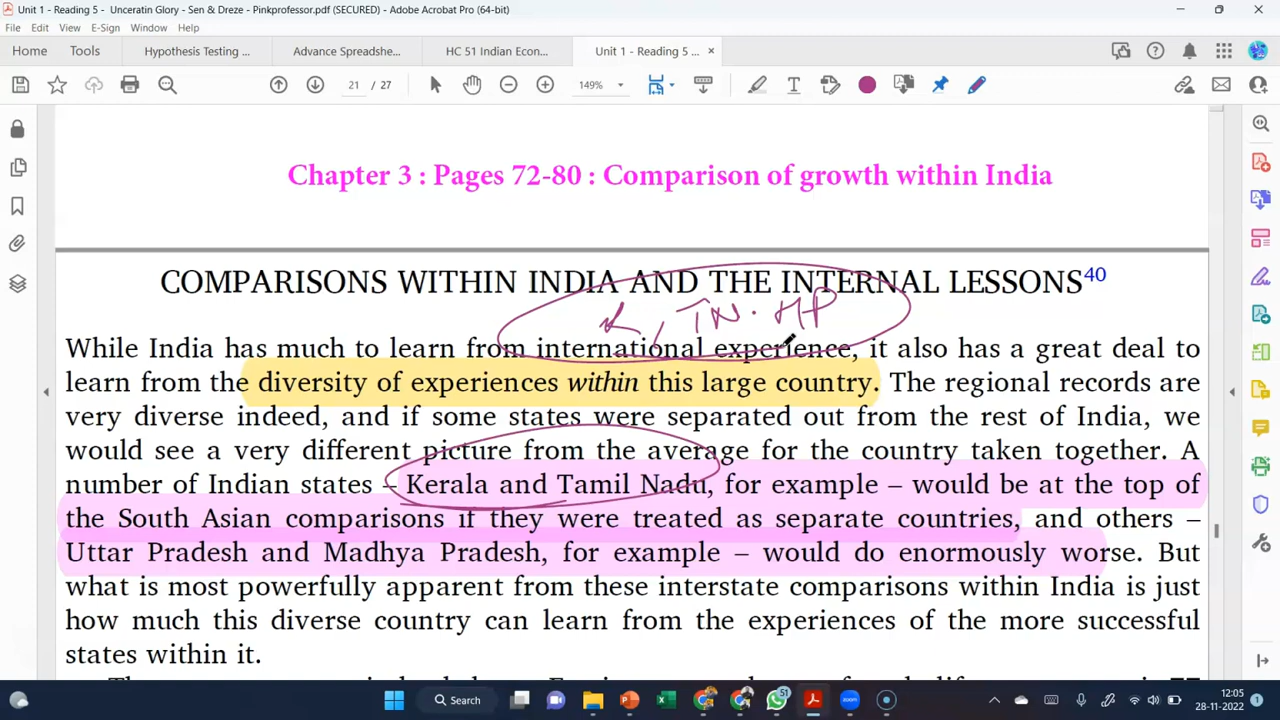 Unit 1 - Reading 5 - Unceratin Glory - Sen & Dreze - Pinkprofessor.pdf (SECURED) - Adobe Acrobat Pro (64-bit)
File Edit View E-Sign Window Help
Home Tools Hypothesis Testing ... Advance Spreadshe... HC 51 Indian Econ... Unit 1 - Reading 5 ... ×
21 / 27 149%
Chapter 3 : Pages 72-80 : Comparison of growth within India
COMPARISONS WITHIN INDIA AND THE INTERNAL LESSONS40
K, TN. HP
While India has much to learn from international experience, it also has a great deal to
learn from the diversity of experiences within this large country. The regional records are
very diverse indeed, and if some states were separated out from the rest of India, we
would see a very different picture from the average for the country taken together. A
number of Indian states – Kerala and Tamil Nadu, for example – would be at the top of
the South Asian comparisons if they were treated as separate countries, and others –
Uttar Pradesh and Madhya Pradesh, for example – would do enormously worse. But
what is most powerfully apparent from these interstate comparisons within India is just
how much this diverse country can learn from the experiences of the more successful
states within it.
Search 51 12:05
28-11-2022